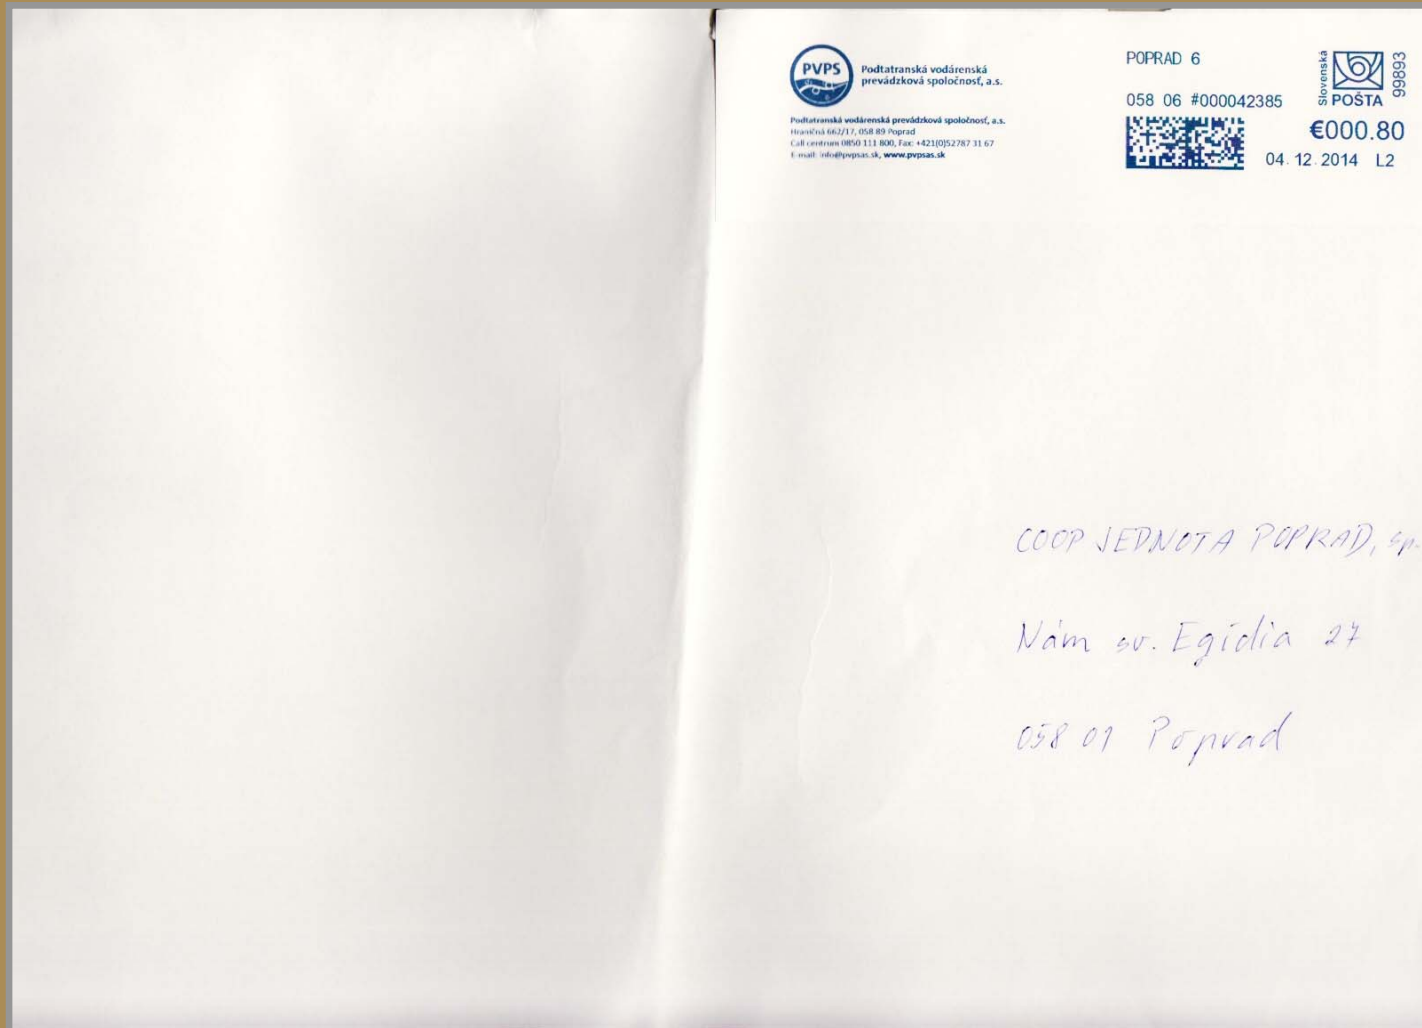 PVPS
Podtatranská vodárenská
prevádzková spoločnosť, a.s.
Podtatranská vodárenská prevádzková spoločnosť, a.s.
Hraničná 662/17, 058 89 Poprad
Call centrum 0850 111 800, Fax: +421(0)52787 31 67
E-mail: info@pvpsas.sk, www.pvpsas.sk
POPRAD 6
058 06 #000042385
Slovenská
POŠTA
99893
€000.80
04.12.2014 L2
COOP JEDNOTA POPRAD, sp.
Nám sv. Egídia 27
058 01 Poprad